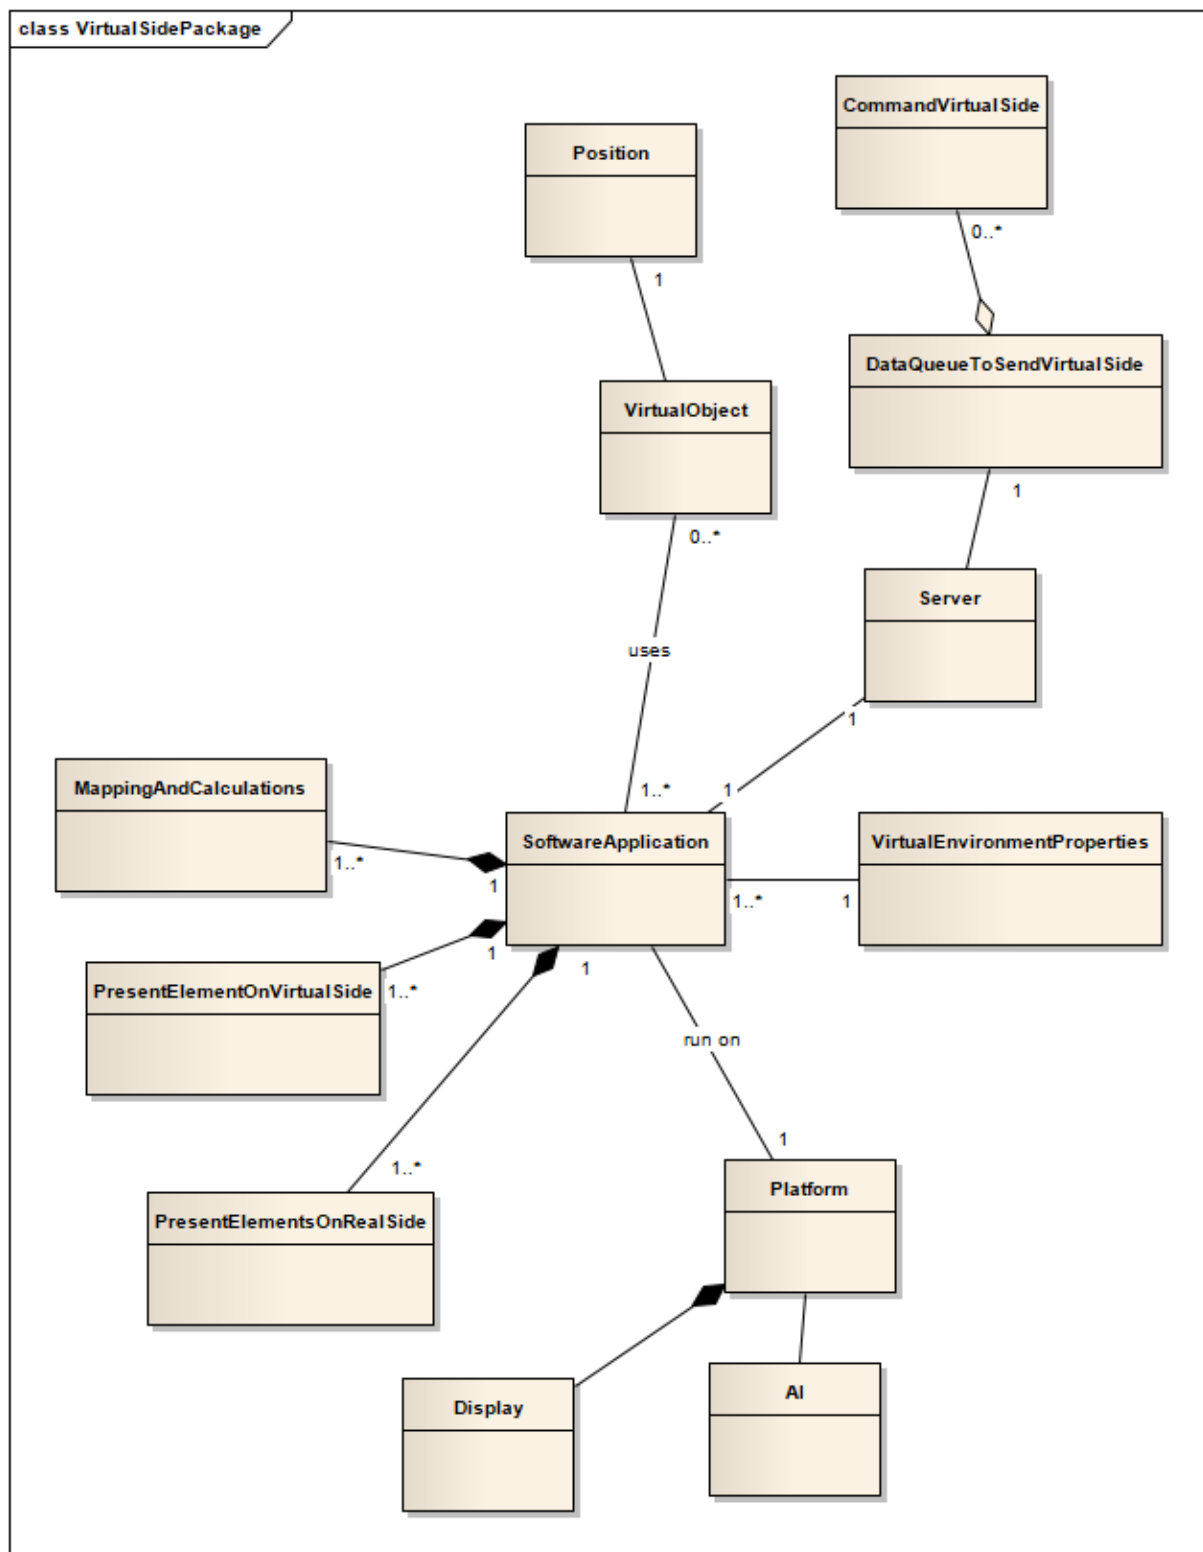 class VirtualSidePackage
CommandVirtualSide
0..*
Position
1
DataQueueToSendVirtualSide
1
VirtualObject
0..*
Server
1
uses
1..*
1
MappingAndCalculations
1..*
1
SoftwareApplication
1..*
1
VirtualEnvironmentProperties
PresentElementOnVirtualSide
1..*
1
1
run on
1
1..*
PresentElementsOnRealSide
Platform
Display
AI